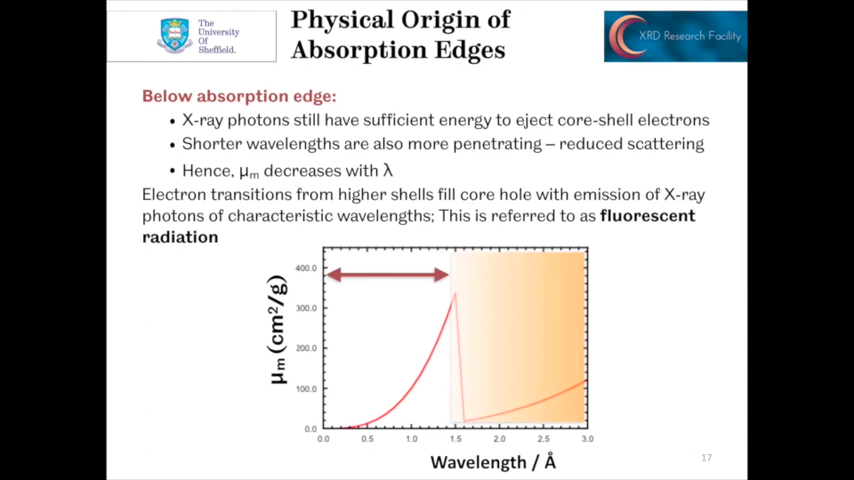 The
University
Of
Sheffield.
Physical Origin of
Absorption Edges
XRD Research Facility
Below absorption edge:
• X-ray photons still have sufficient energy to eject core-shell electrons
• Shorter wavelengths are also more penetrating – reduced scattering
• Hence, μm decreases with λ
Electron transitions from higher shells fill core hole with emission of X-ray
photons of characteristic wavelengths; This is referred to as fluorescent
radiation
μm (cm²/g)
400.0
300.0
200.0
100.0
0.0
0.0 0.5 1.0 1.5 2.0 2.5 3.0
Wavelength / Å
17